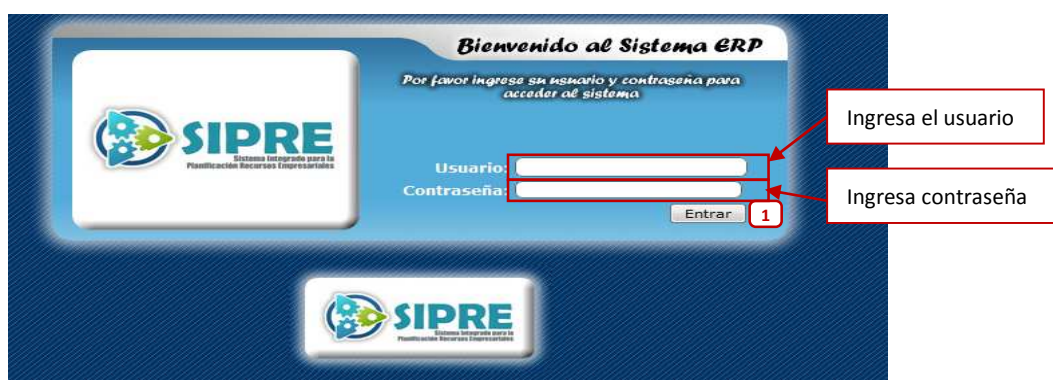 Bienvenido al Sistema ERP
Por favor ingrese su usuario y contraseña para
acceder al sistema
SIPRE
Sistema Integrado para la
Planificación Recursos Empresariales
Usuario:
Contraseña:
Entrar
1
Ingresa el usuario
Ingresa contraseña
SIPRE
Sistema Integrado para la
Planificación Recursos Empresariales